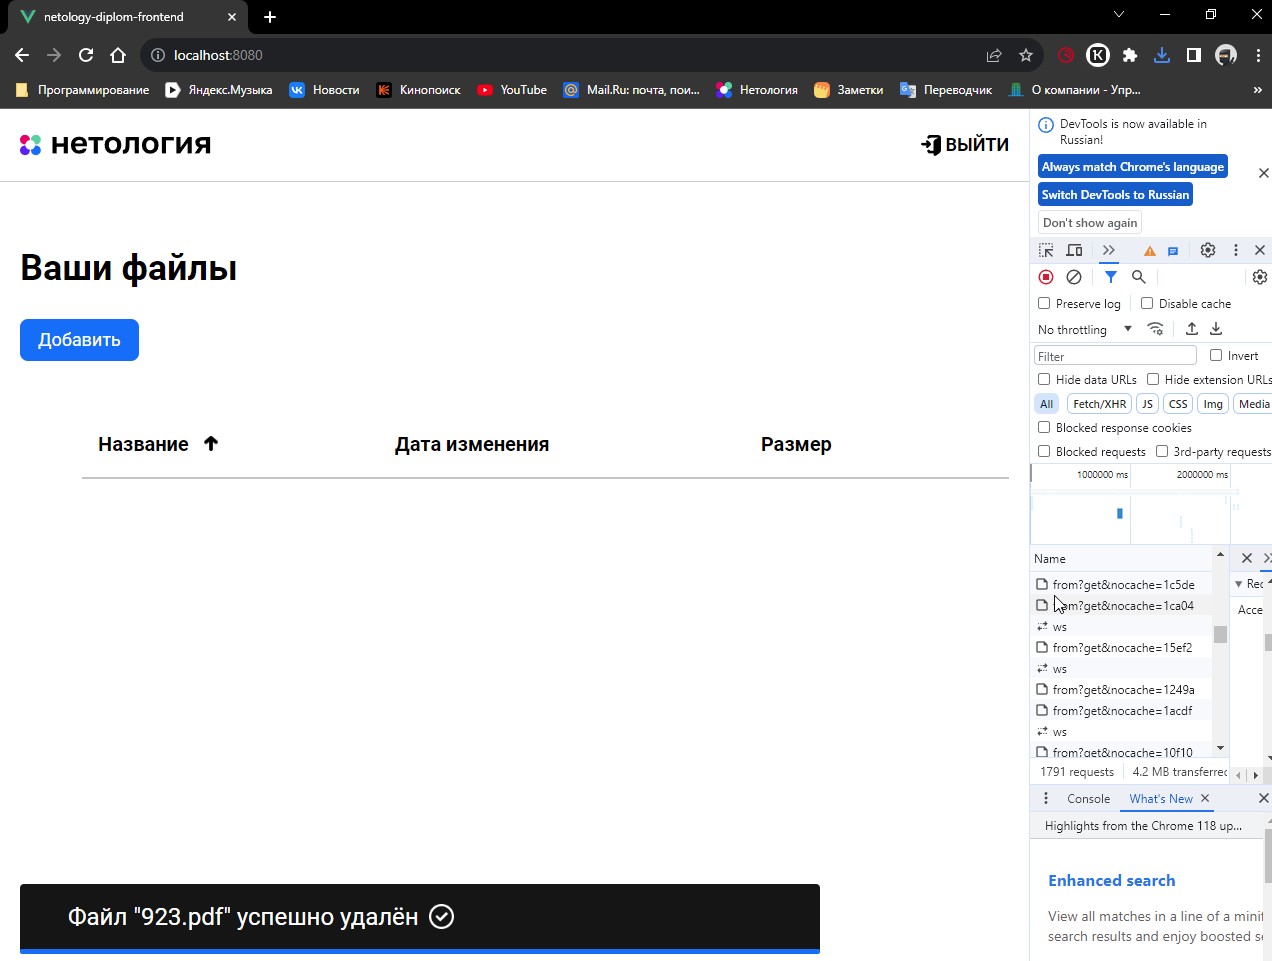 netology-diplom-frontend
localhost:8080
Программирование
Яндекс.Музыка
Новости
Кинопоиск
YouTube
Mail.Ru: почта, пои...
Нетология
Заметки
Переводчик
О компании - Упр...
нетология
ВЫЙТИ
Ваши файлы
Добавить
Название
Дата изменения
Размер
Файл "923.pdf" успешно удалён
DevTools is now available in
Russian!
Always match Chrome's language
Switch DevTools to Russian
Don't show again
Preserve log
Disable cache
No throttling
Filter
Invert
Hide data URLs
Hide extension URLs
All
Fetch/XHR
JS
CSS
Img
Media
Blocked response cookies
Blocked requests
3rd-party requests
1000000 ms
2000000 ms
Name
from?get&nocache=1c5de
from?get&nocache=1ca04
ws
from?get&nocache=15ef2
ws
from?get&nocache=1249a
from?get&nocache=1acdf
ws
from?get&nocache=10f10
Rec
Acce
1791 requests
4.2 MB transferrec
Console
What's New
Highlights from the Chrome 118 up...
Enhanced search
View all matches in a line of a minif
search results and enjoy boosted se